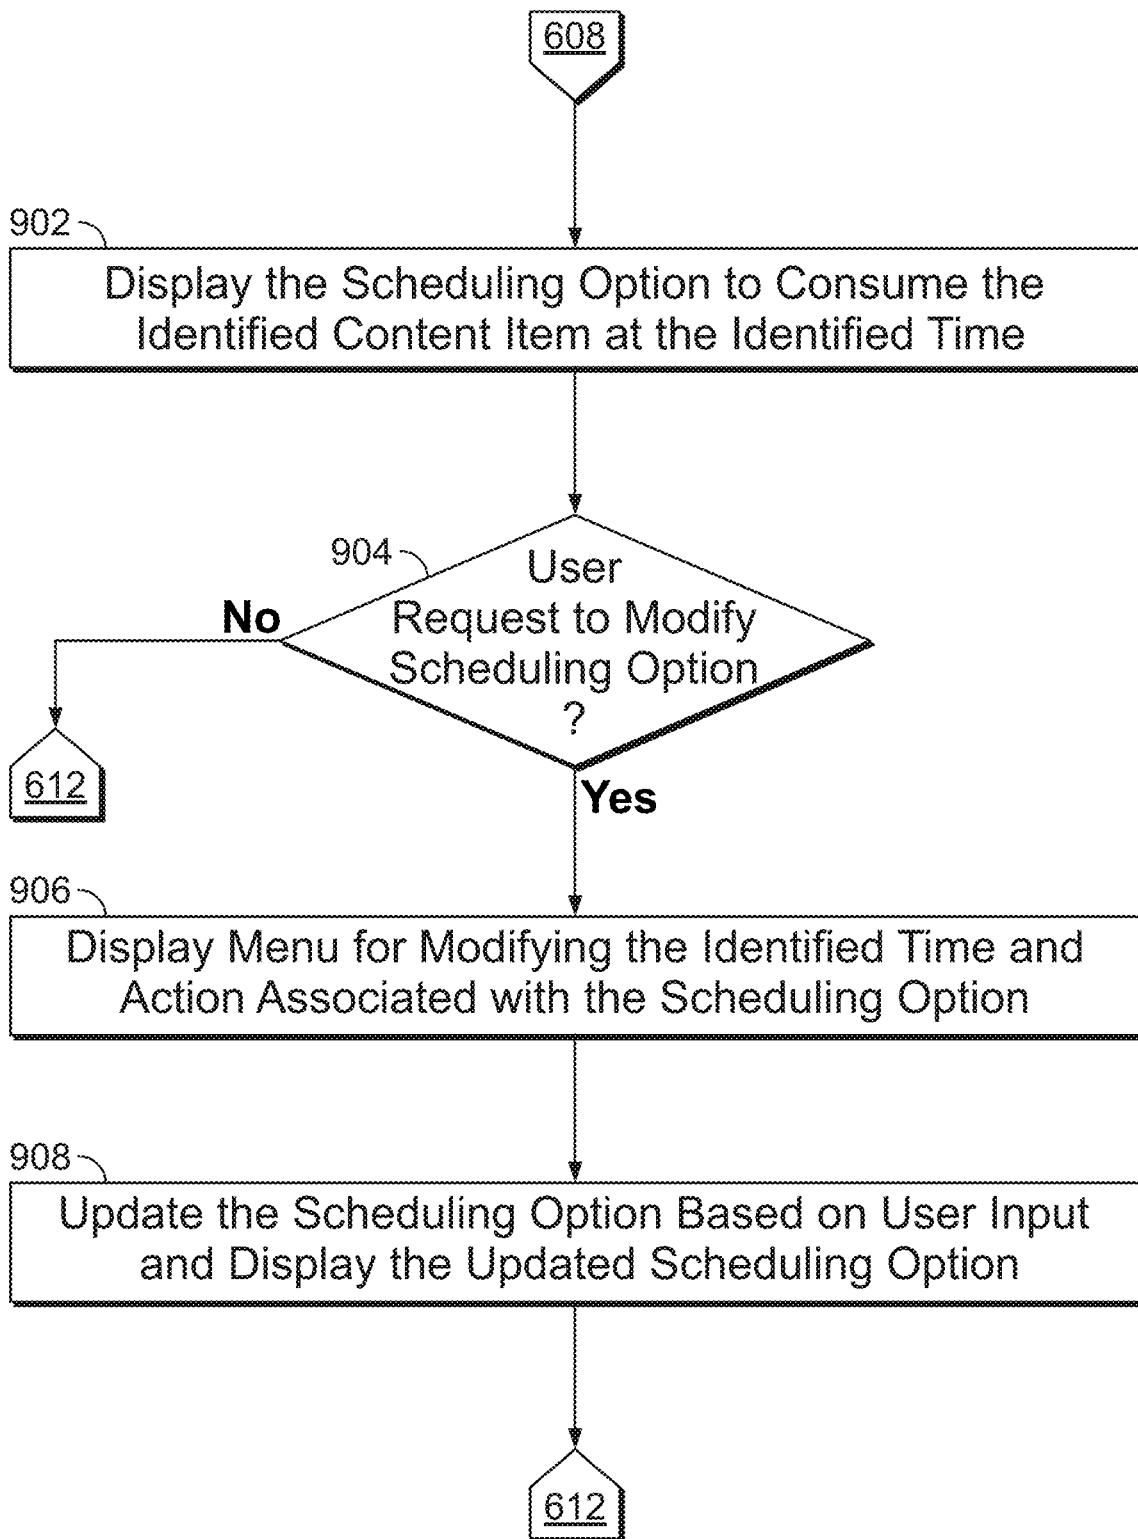 608
902
Display the Scheduling Option to Consume the
Identified Content Item at the Identified Time
904
User
Request to Modify
Scheduling Option
?
No
612
Yes
906
Display Menu for Modifying the Identified Time and
Action Associated with the Scheduling Option
908
Update the Scheduling Option Based on User Input
and Display the Updated Scheduling Option
612